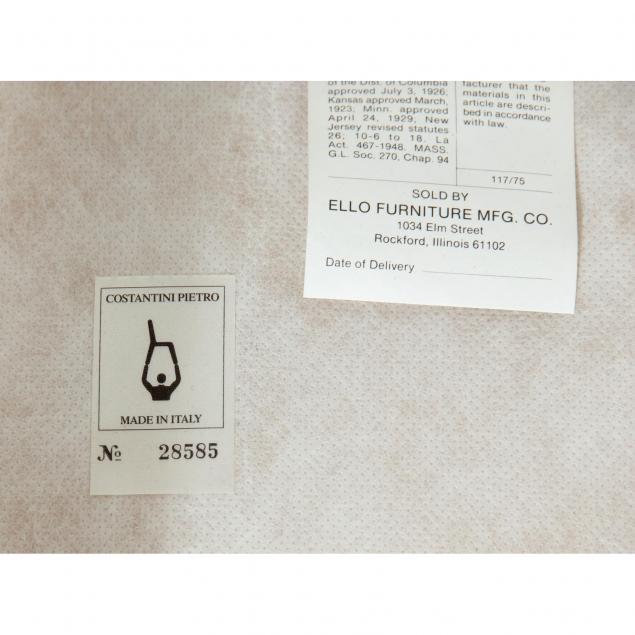 of the Dist. of Columbia
approved July 3, 1926;
Kansas approved March,
1923; Minn. approved
April 24, 1929; New
Jersey revised statutes
26; 10-6 to 18. La
Act. 467-1948. MASS.
G.L. Soc. 270, Chap. 94
facturer that the
materials in this
article are descri-
bed in accordance
with law.
117/75
SOLD BY
ELLO FURNITURE MFG. CO.
1034 Elm Street
Rockford, Illinois 61102
Date of Delivery
COSTANTINI PIETRO
MADE IN ITALY
No 28585